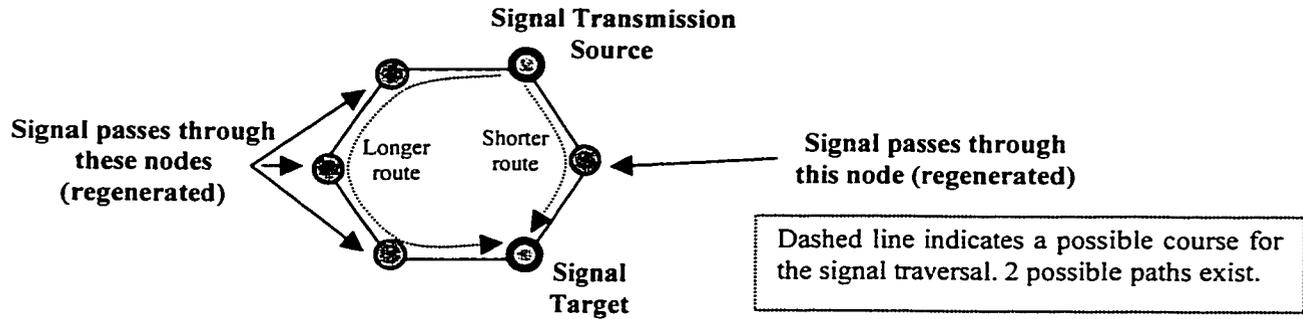 Signal Transmission
Source
Signal passes through
these nodes
(regenerated)
Longer
route
Shorter
route
Signal passes through
this node (regenerated)
Signal
Target
Dashed line indicates a possible course for
the signal traversal. 2 possible paths exist.